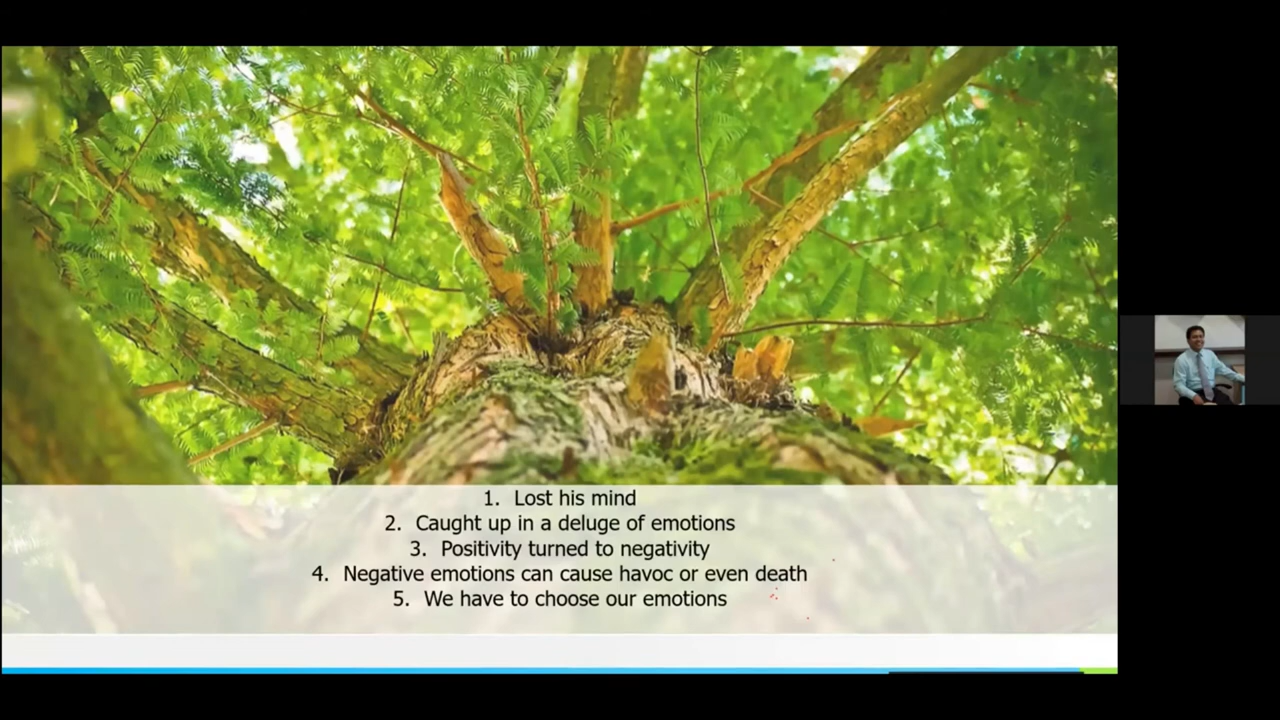 1. Lost his mind
2. Caught up in a deluge of emotions
3. Positivity turned to negativity
4. Negative emotions can cause havoc or even death
5. We have to choose our emotions